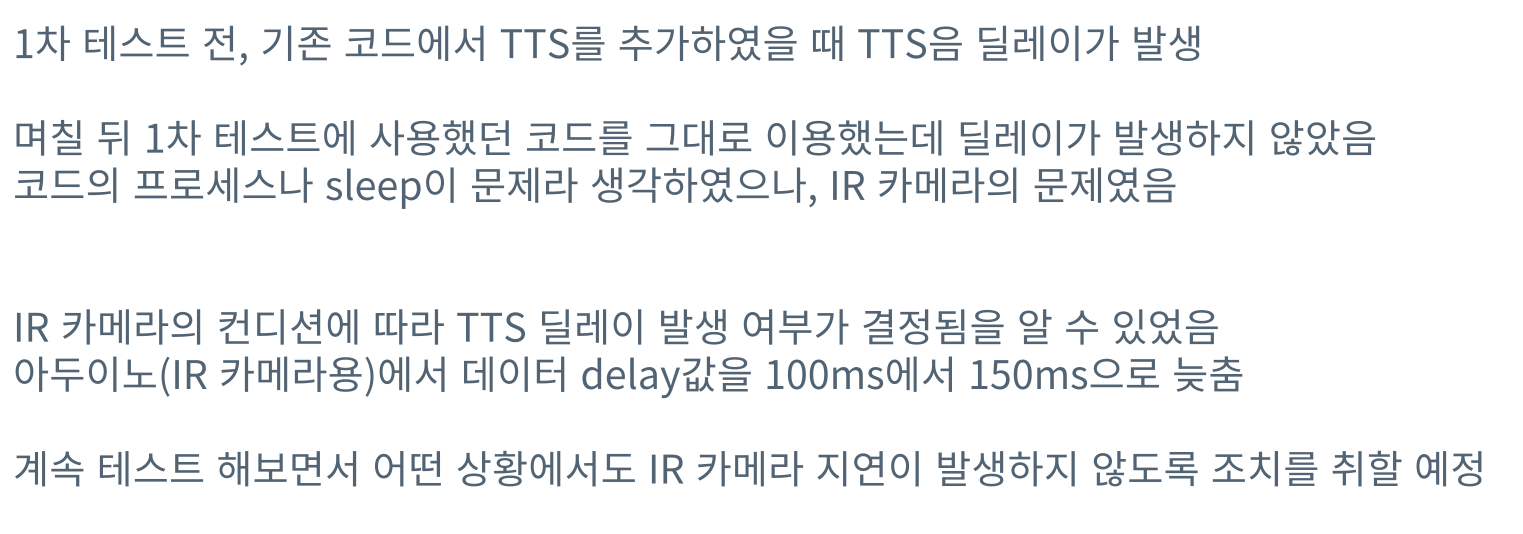 1차 테스트 전, 기존 코드에서 TTS를 추가하였을 때 TTS음 딜레이가 발생
며칠 뒤 1차 테스트에 사용했던 코드를 그대로 이용했는데 딜레이가 발생하지 않았음
코드의 프로세스나 sleep이 문제라 생각하였으나, IR 카메라의 문제였음
IR 카메라의 컨디션에 따라 TTS 딜레이 발생 여부가 결정됨을 알 수 있었음
아두이노(IR 카메라용)에서 데이터 delay값을 100ms에서 150ms으로 늦춤
계속 테스트 해보면서 어떤 상황에서도 IR 카메라 지연이 발생하지 않도록 조치를 취할 예정